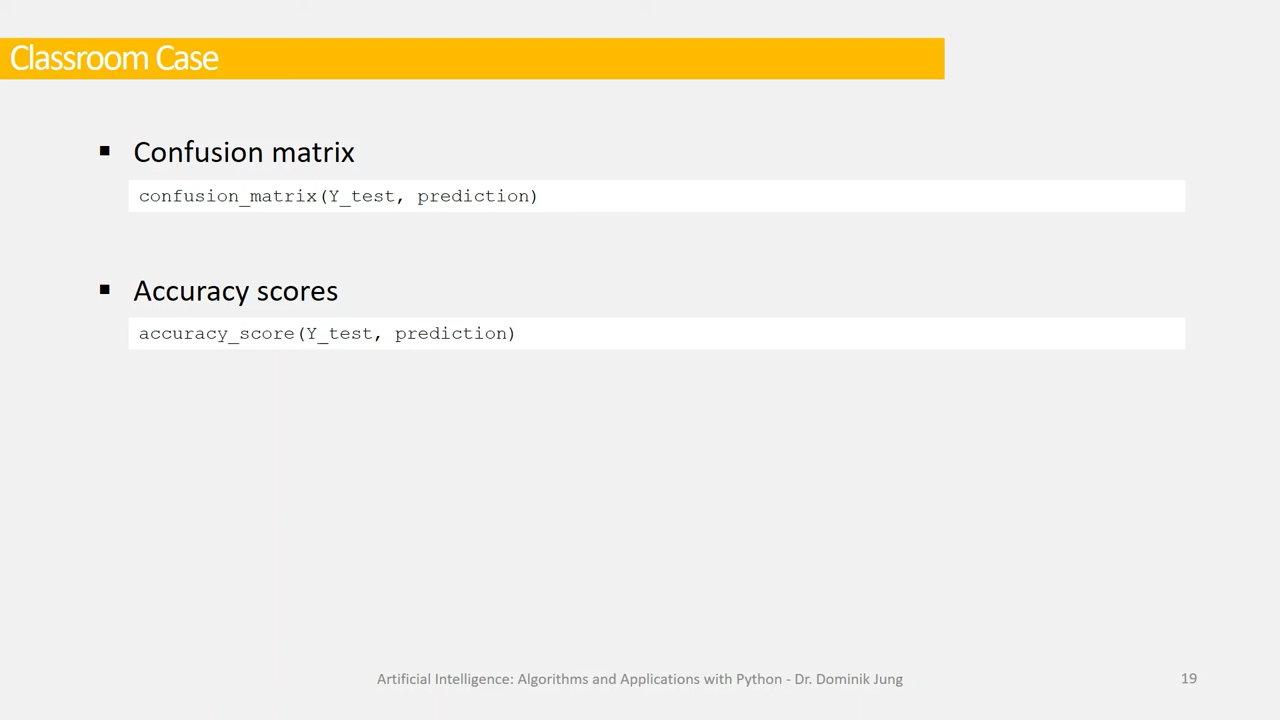 Classroom Case
▪ Confusion matrix
confusion_matrix(Y_test, prediction)
▪ Accuracy scores
accuracy_score(Y_test, prediction)
Artificial Intelligence: Algorithms and Applications with Python - Dr. Dominik Jung
19